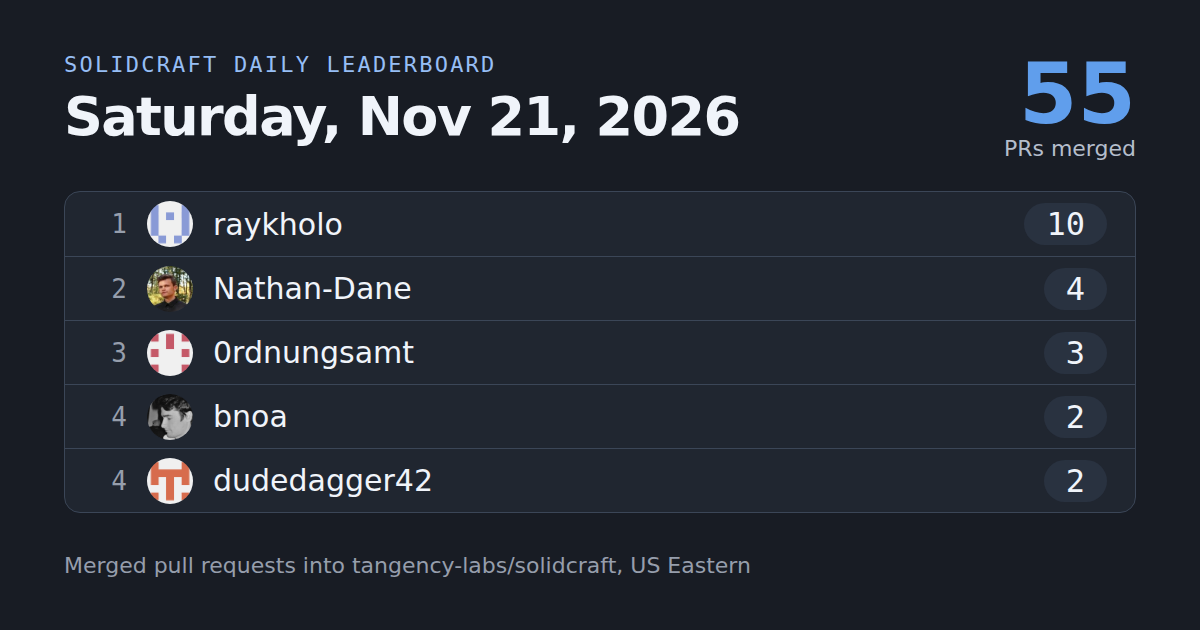 SOLIDCRAFT DAILY LEADERBOARD
Saturday, Nov 21, 2026
55
PRs merged
1 raykholo 10
2 Nathan-Dane 4
3 0rdnungsamt 3
4 bnoa 2
4 dudedagger42 2
Merged pull requests into tangency-labs/solidcraft, US Eastern